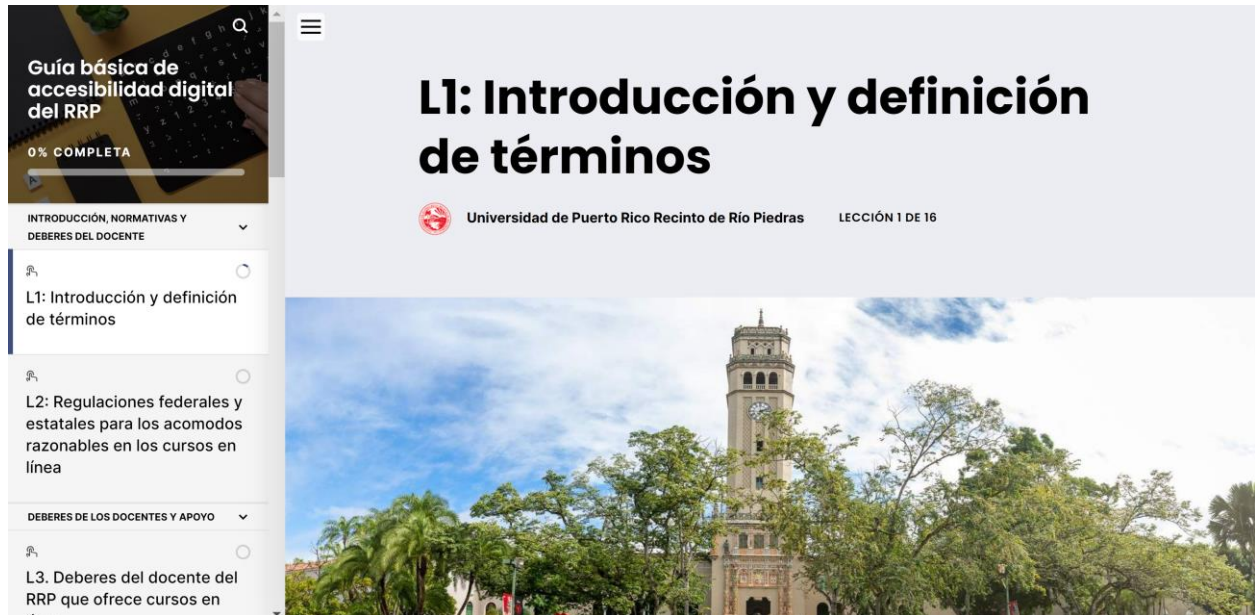 Guía básica de
accesibilidad digital
del RRP
0% COMPLETA
INTRODUCCIÓN, NORMATIVAS Y
DEBERES DEL DOCENTE
L1: Introducción y definición
de términos
L2: Regulaciones federales y
estatales para los acomodos
razonables en los cursos en
línea
DEBERES DE LOS DOCENTES Y APOYO
L3. Deberes del docente del
RRP que ofrece cursos en
L1: Introducción y definición
de términos
Universidad de Puerto Rico Recinto de Río Piedras LECCIÓN 1 DE 16